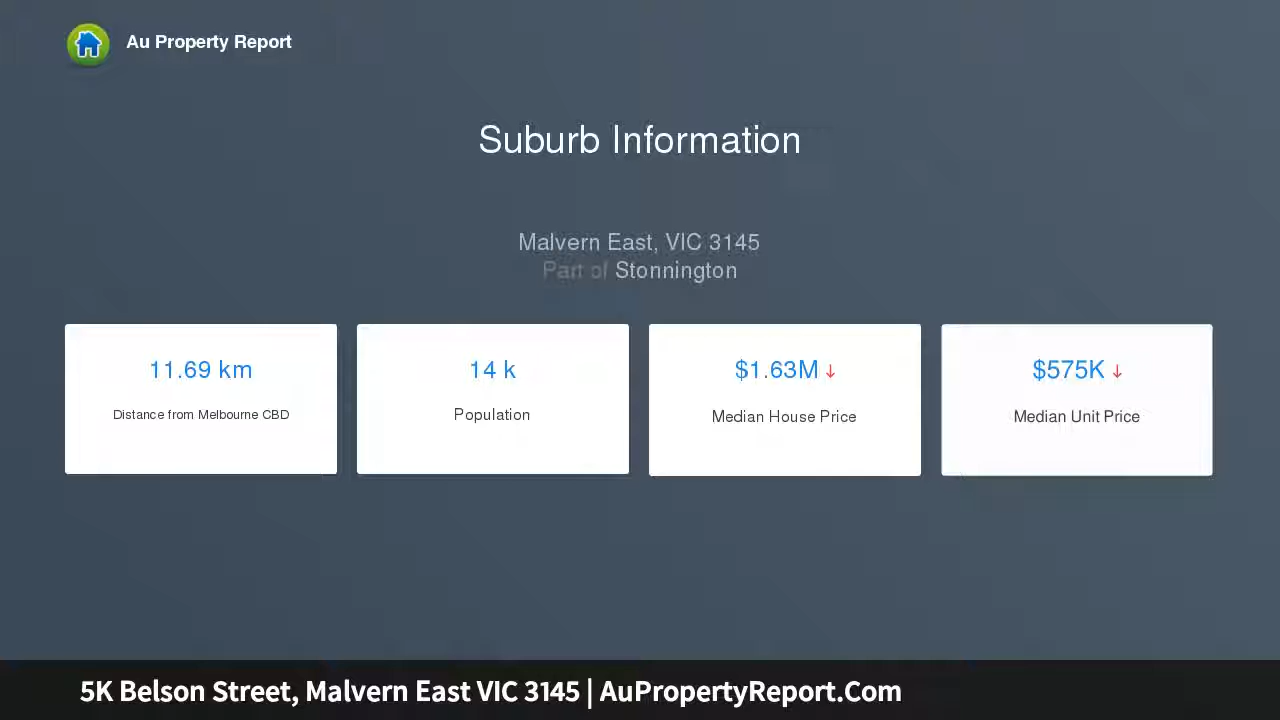 Au Property Report
Suburb Information
Malvern East, VIC 3145
Part of Stonnington
11.69 km
Distance from Melbourne CBD
14 k
Population
$1.63M ↓
Median House Price
$575K ↓
Median Unit Price
5K Belson Street, Malvern East VIC 3145 | AuPropertyReport.Com